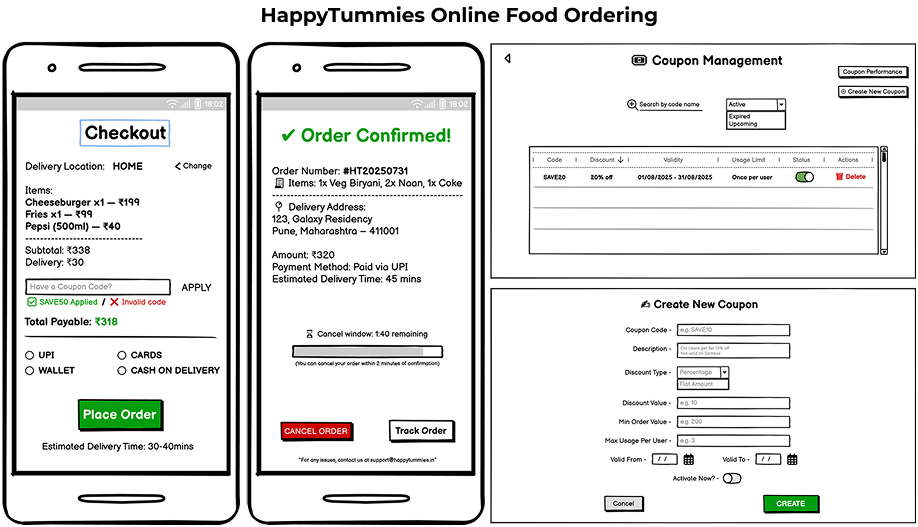 HappyTummies Online Food Ordering
18:02
Checkout
Delivery Location: HOME < Change
Items:
Cheeseburger x1 — ₹199
Fries x1 — ₹99
Pepsi (500ml) — ₹40
Subtotal: ₹338
Delivery: ₹30
Have a Coupon Code? APPLY
SAVE50 Applied / Invalid code
Total Payable: ₹318
UPI CARDS
WALLET CASH ON DELIVERY
Place Order
Estimated Delivery Time: 30-40mins
18:02
✔ Order Confirmed!
Order Number: #HT20250731
Items: 1x Veg Biryani, 2x Naan, 1x Coke
Delivery Address:
123, Galaxy Residency
Pune, Maharashtra – 411001
Amount: ₹320
Payment Method: Paid via UPI
Estimated Delivery Time: 45 mins
Cancel window: 1:40 remaining
(You can cancel your order within 2 minutes of confirmation)
CANCEL ORDER Track Order
"For any issues, contact us at support@happytummies.in"
Coupon Management
Coupon Performance
Create New Coupon
Search by code name
Active
Expired
Upcoming
Code Discount ↓ Validity Usage Limit Status Actions
SAVE20 20% off 01/08/2025 - 31/08/2025 Once per user Delete
Create New Coupon
Coupon Code - e.g. SAVE10
Description -
Not valid on Combos
Discount Type - Percentage
Flat Amount
Discount Value - e.g. 10
Min Order Value - e.g. 200
Max Usage Per User - e.g. 3
Valid From - / / Valid To - / /
Activate Now? -
Cancel CREATE